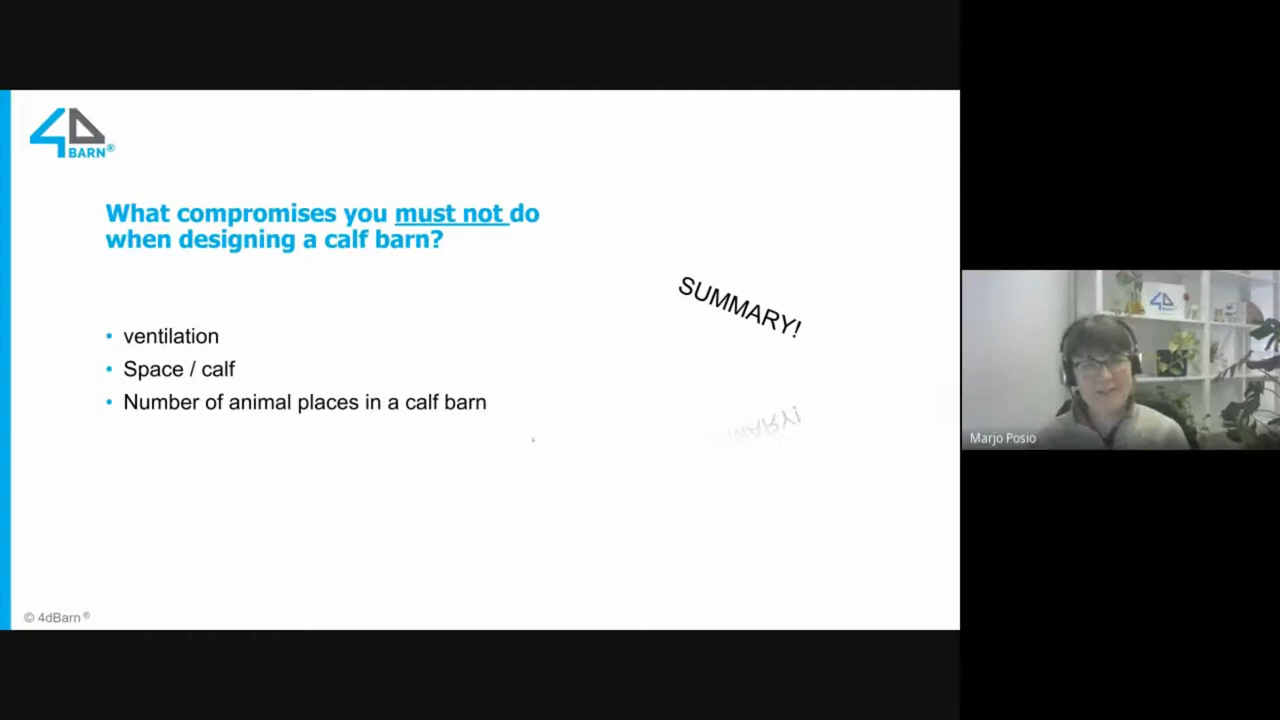 4D
BARN®
What compromises you must not do
when designing a calf barn?
SUMMARY!
• ventilation
• Space / calf
• Number of animal places in a calf barn
© 4dBarn®
4D
Marjo Posio